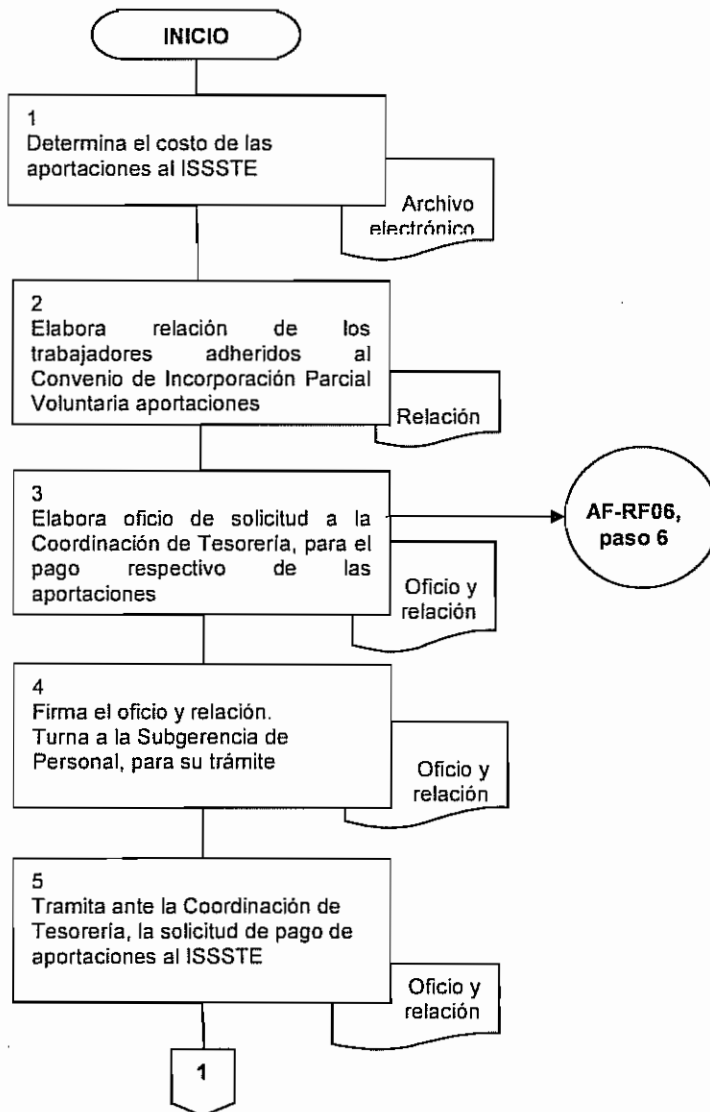 INICIO
1
Determina el costo de las
aportaciones al ISSSTE
Archivo
electrónico
2
Elabora relación de los
trabajadores adheridos al
Convenio de Incorporación Parcial
Voluntaria aportaciones
Relación
3
Elabora oficio de solicitud a la
Coordinación de Tesorería, para el
pago respectivo de las
aportaciones
AF-RF06,
paso 6
Oficio y
relación
4
Firma el oficio y relación.
Turna a la Subgerencia de
Personal, para su trámite
Oficio y
relación
5
Tramita ante la Coordinación de
Tesorería, la solicitud de pago de
aportaciones al ISSSTE
Oficio y
relación
1